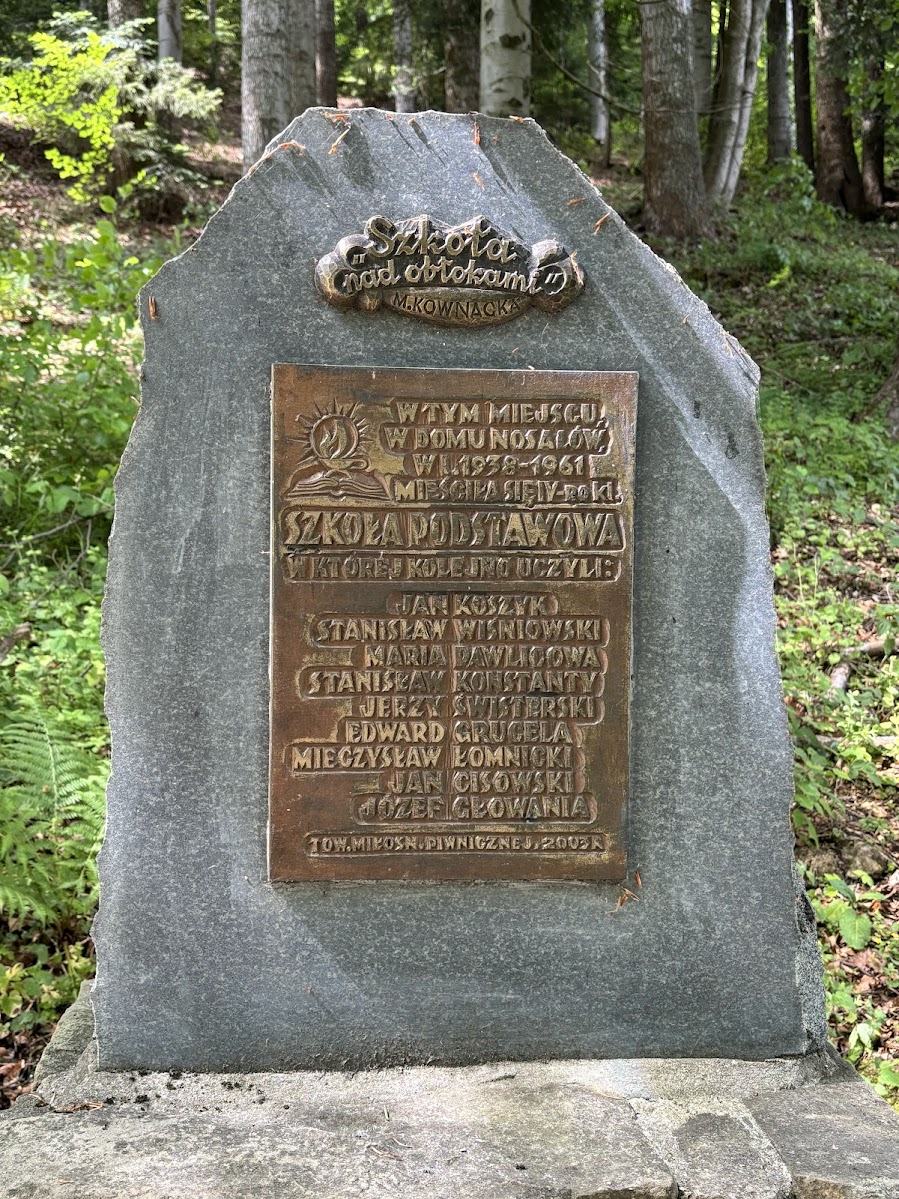 „Szkoła
nad obłokami"
M. KOWNACKA
W TYM MIEJSCU,
W DOMU NOSALÓW,
W L.1938-1961
MIEŚCIŁA SIĘ IV-RO KL.
SZKOŁA PODSTAWOWA
W KTÓREJ KOLEJNO UCZYLI:
JAN KOSZYK
STANISŁAW WIŚNIOWSKI
MARIA PAWLICOWA
STANISŁAW KONSTANTY
JERZY ŚWISTERSKI
EDWARD GRUCELA
MIECZYSŁAW ŁOMNICKI
JAN CISOWSKI
JÓZEF GŁOWANIA
TOW. MIŁOŚN. PIWNICZNEJ, 2003 R